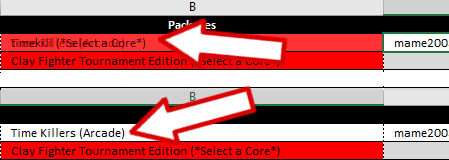 B
Packages
timekill (*Select a Core*)
mame200
Clay Fighter Tournament Edition (*Select a Core*)
B
Time Killers (Arcade)
mame200
Clay Fighter Tournament Edition (*Select a Core*)